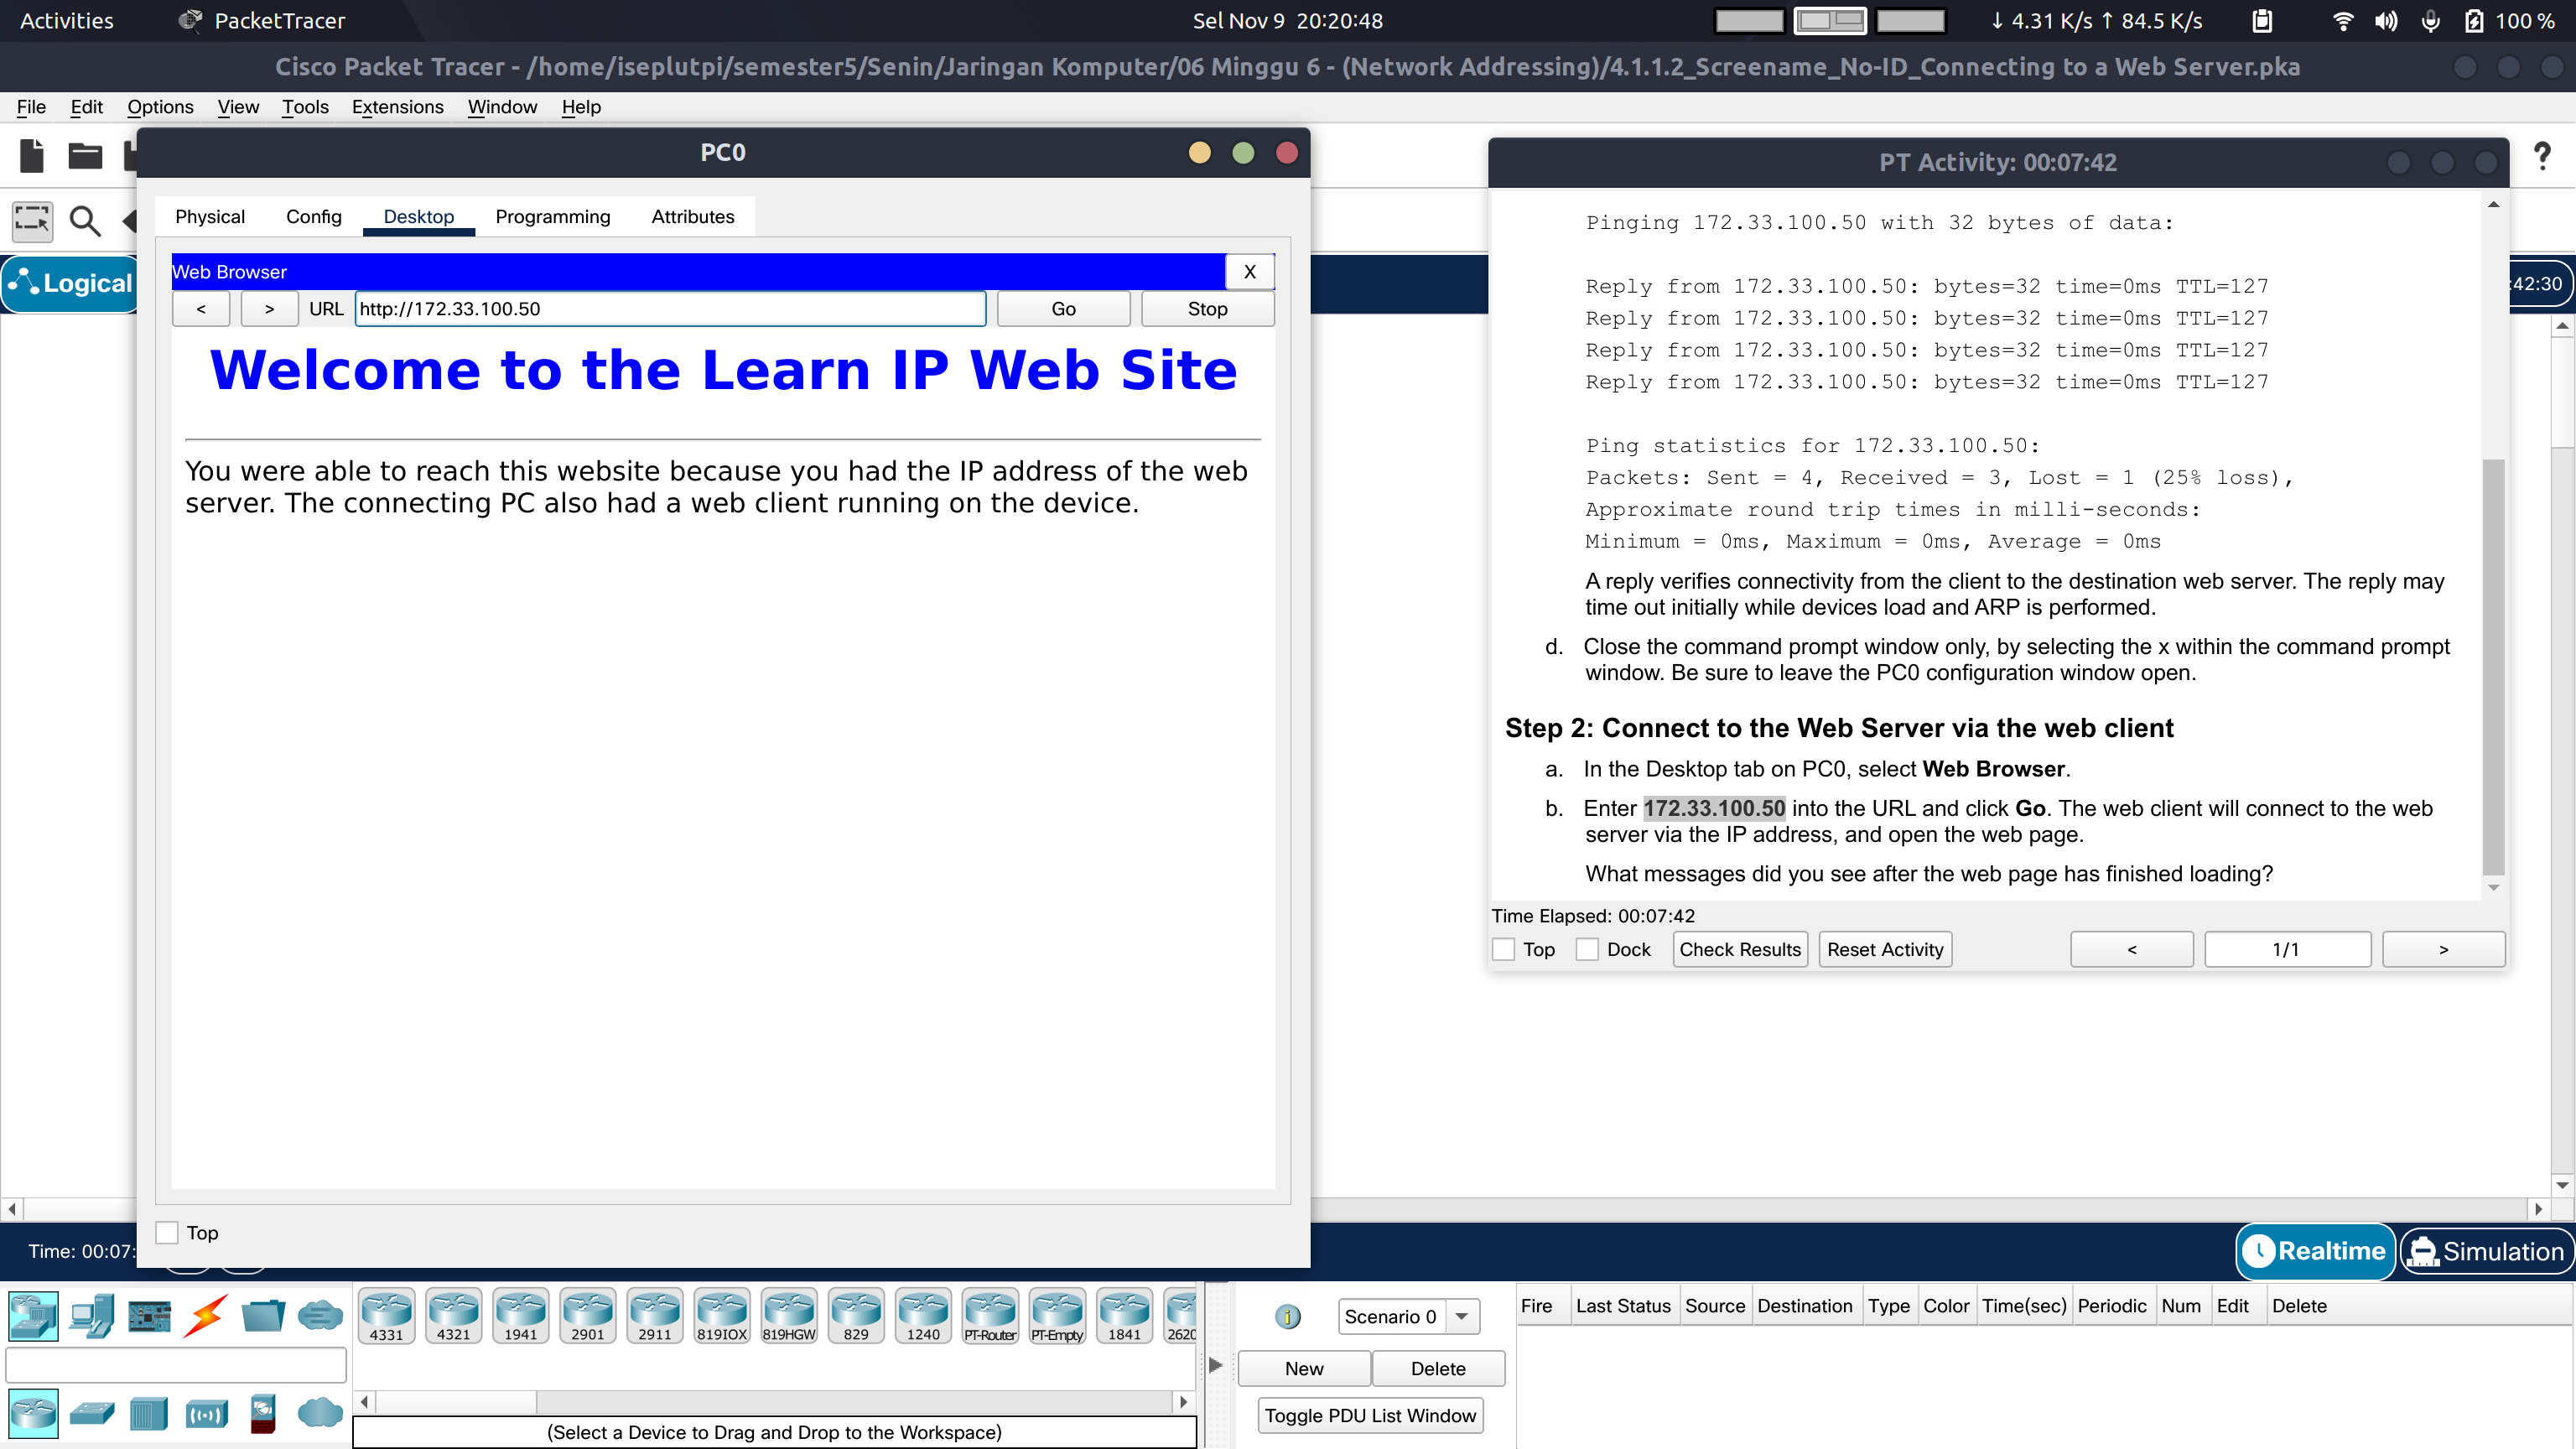 Activities
PacketTracer
Sel Nov 9 20:20:48
↓ 4.31 K/s ↑ 84.5 K/s
100 %
Cisco Packet Tracer - /home/iseplutpi/semester5/Senin/Jaringan Komputer/06 Minggu 6 - (Network Addressing)/4.1.1.2_Screename_No-ID_Connecting to a Web Server.pka
File Edit Options View Tools Extensions Window Help
PC0
Physical Config Desktop Programming Attributes
Web Browser X
< > URL http://172.33.100.50 Go Stop
Welcome to the Learn IP Web Site
You were able to reach this website because you had the IP address of the web
server. The connecting PC also had a web client running on the device.
Top
Logical
:42:30
?
PT Activity: 00:07:42
Pinging 172.33.100.50 with 32 bytes of data:
Reply from 172.33.100.50: bytes=32 time=0ms TTL=127
Reply from 172.33.100.50: bytes=32 time=0ms TTL=127
Reply from 172.33.100.50: bytes=32 time=0ms TTL=127
Reply from 172.33.100.50: bytes=32 time=0ms TTL=127
Ping statistics for 172.33.100.50:
Packets: Sent = 4, Received = 3, Lost = 1 (25% loss),
Approximate round trip times in milli-seconds:
Minimum = 0ms, Maximum = 0ms, Average = 0ms
A reply verifies connectivity from the client to the destination web server. The reply may
time out initially while devices load and ARP is performed.
d. Close the command prompt window only, by selecting the x within the command prompt
window. Be sure to leave the PC0 configuration window open.
Step 2: Connect to the Web Server via the web client
a. In the Desktop tab on PC0, select Web Browser.
b. Enter 172.33.100.50 into the URL and click Go. The web client will connect to the web
server via the IP address, and open the web page.
What messages did you see after the web page has finished loading?
Time Elapsed: 00:07:42
Top Dock Check Results Reset Activity < 1/1 >
Time: 00:07:
Realtime Simulation
4331 4321 1941 2901 2911 819IOX 819HGW 829 1240 PT-Router PT-Empty 1841 2620
(Select a Device to Drag and Drop to the Workspace)
Scenario 0
New Delete
Toggle PDU List Window
Fire Last Status Source Destination Type Color Time(sec) Periodic Num Edit Delete